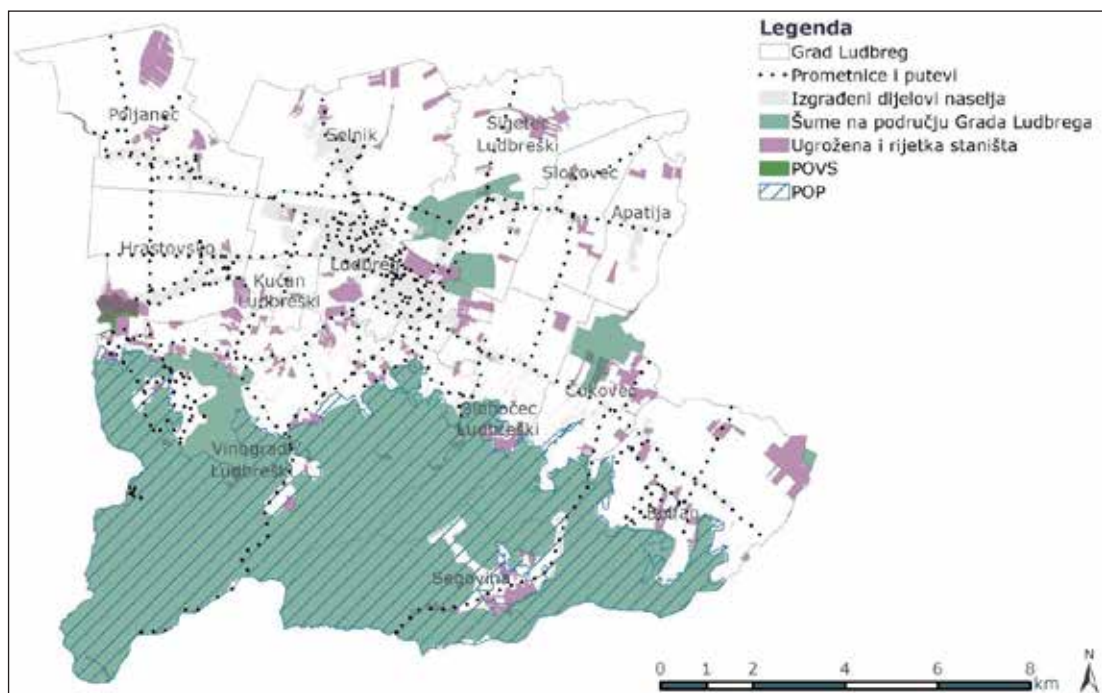 Legenda
Grad Ludbreg
Prometnice i putevi
Izgrađeni dijelovi naselja
Šume na području Grada Ludbrega
Ugrožena i rijetka staništa
POVS
POP
Poljanec
Selnik
Sigetec
Ludbreški
Slokovec
Apatija
Hrastovsko
Ludbreg
Kućan
Ludbreški
Čukovec
Globočec
Ludbreški
Vinogradi
Ludbreški
Bolfan
Segovina
0 1 2 4 6 8
km
N